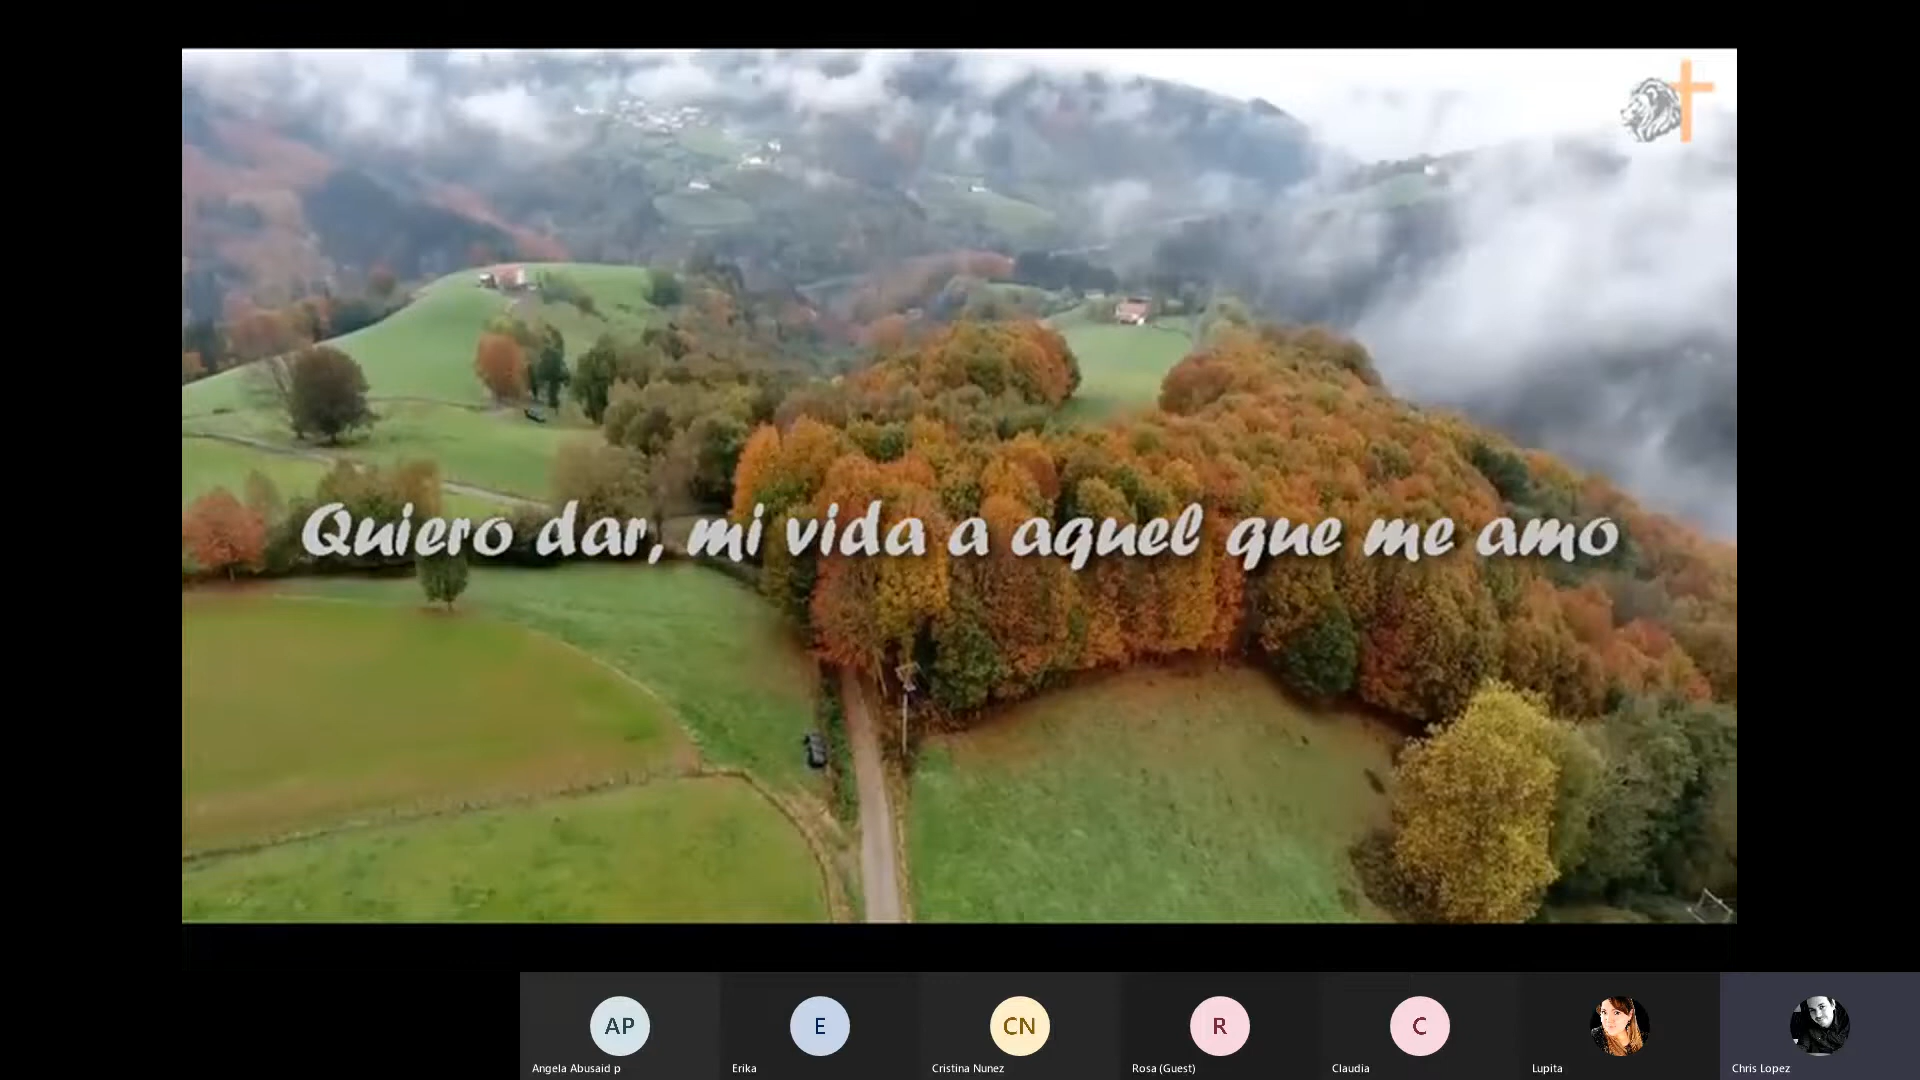 Quiero dar, mi vida a aquel que me amo
AP
E
CN
R
C
Angela Abusaid p
Erika
Cristina Nunez
Rosa (Guest)
Claudia
Lupita
Chris Lopez